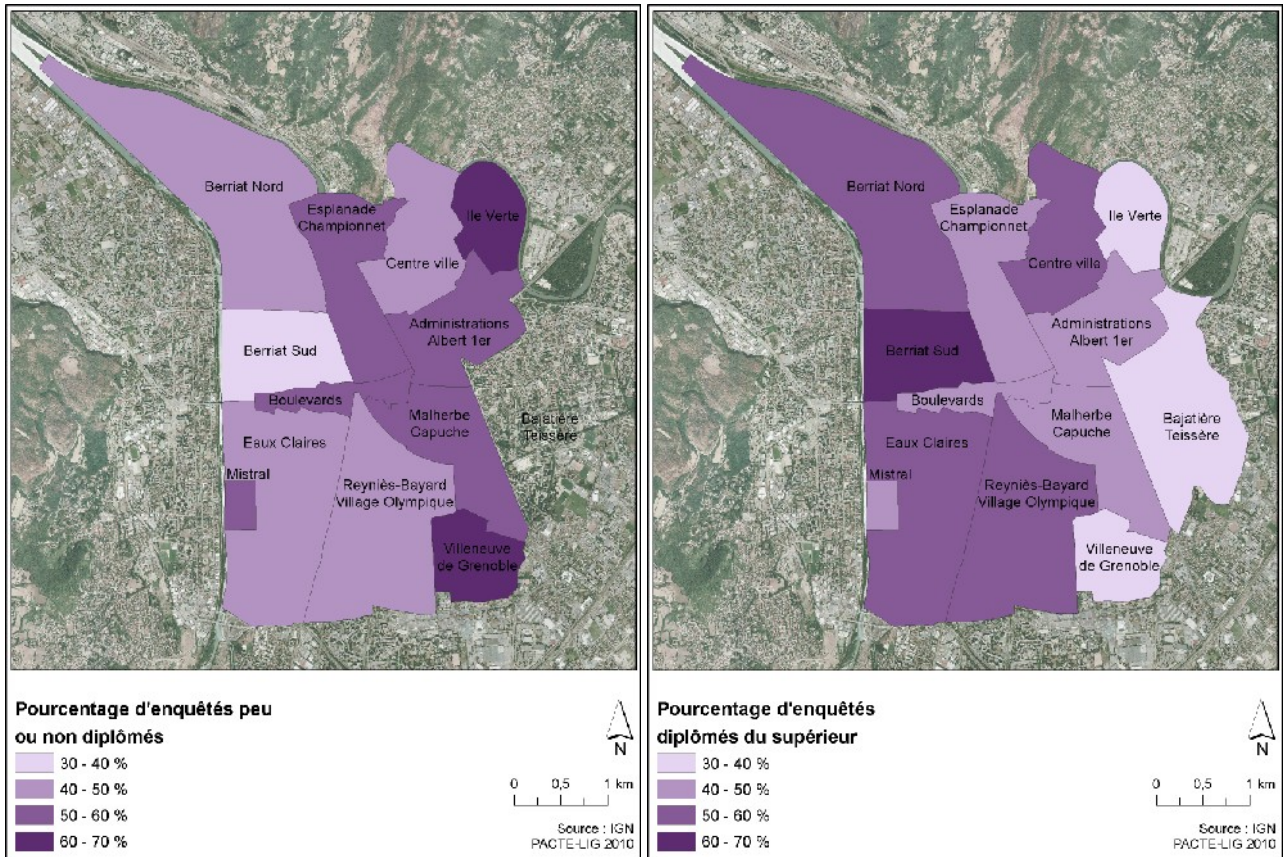 Berriat Nord
Esplanade
Championnet
Ile Verte
Centre ville
Administrations
Albert 1er
Berriat Sud
Boulevards
Malherbe
Capuche
Bajatière
Teissère
Eaux Claires
Mistral
Reyniès-Bayard
Village Olympique
Villeneuve
de Grenoble
Pourcentage d'enquêtés peu
ou non diplômés
30 - 40 %
40 - 50 %
50 - 60 %
60 - 70 %
N
0 0,5 1 km
Source : IGN
PACTE-LIG 2010
Berriat Nord
Esplanade
Championnet
Ile Verte
Centre ville
Administrations
Albert 1er
Berriat Sud
Boulevards
Malherbe
Capuche
Bajatière
Teissère
Eaux Claires
Mistral
Reyniès-Bayard
Village Olympique
Villeneuve
de Grenoble
Pourcentage d'enquêtés
diplômés du supérieur
30 - 40 %
40 - 50 %
50 - 60 %
60 - 70 %
N
0 0,5 1 km
Source : IGN
PACTE-LIG 2010